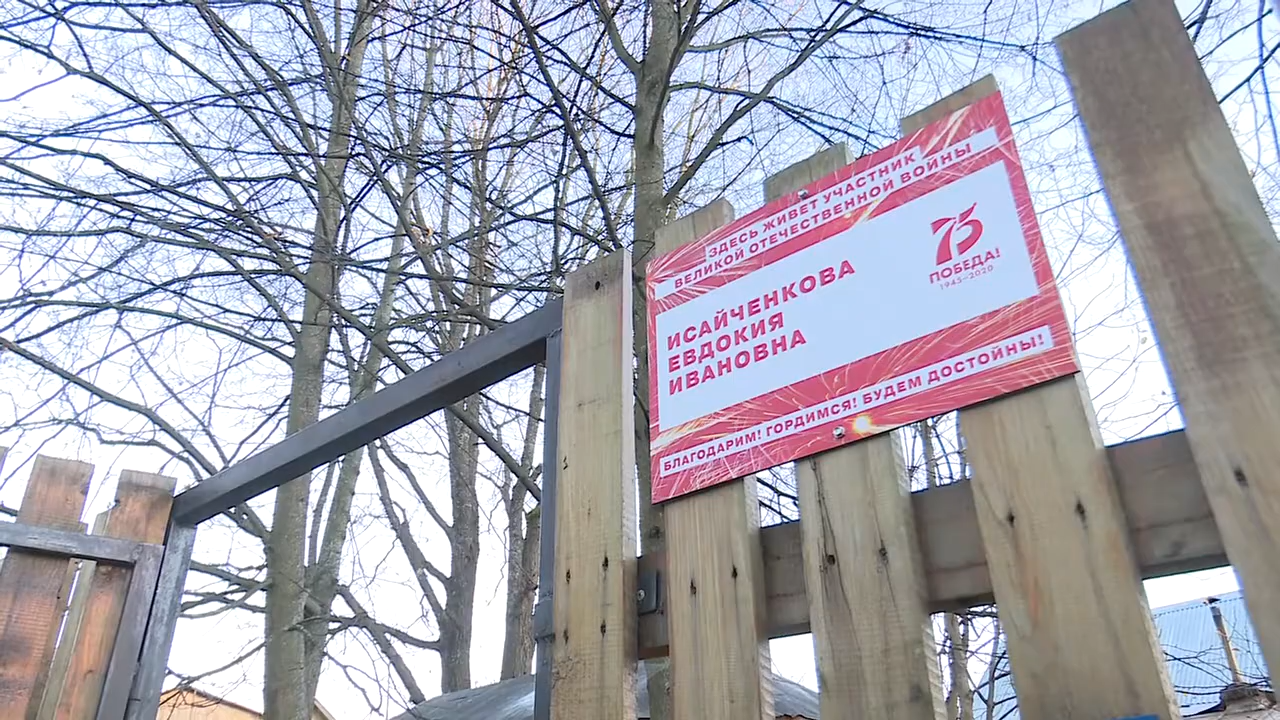 ЗДЕСЬ ЖИВЕТ УЧАСТНИК
ВЕЛИКОЙ ОТЕЧЕСТВЕННОЙ ВОЙНЫ
75
ПОБЕДА!
1945–2020
ИСАЙЧЕНКОВА
ЕВДОКИЯ
ИВАНОВНА
БЛАГОДАРИМ! ГОРДИМСЯ! БУДЕМ ДОСТОЙНЫ!